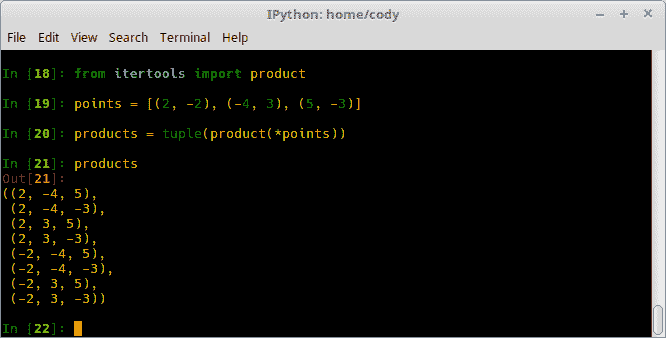 IPython: home/cody
File Edit View Search Terminal Help
In [18]: from itertools import product
In [19]: points = [(2, -2), (-4, 3), (5, -3)]
In [20]: products = tuple(product(*points))
In [21]: products
Out[21]:
((2, -4, 5),
(2, -4, -3),
(2, 3, 5),
(2, 3, -3),
(-2, -4, 5),
(-2, -4, -3),
(-2, 3, 5),
(-2, 3, -3))
In [22]: